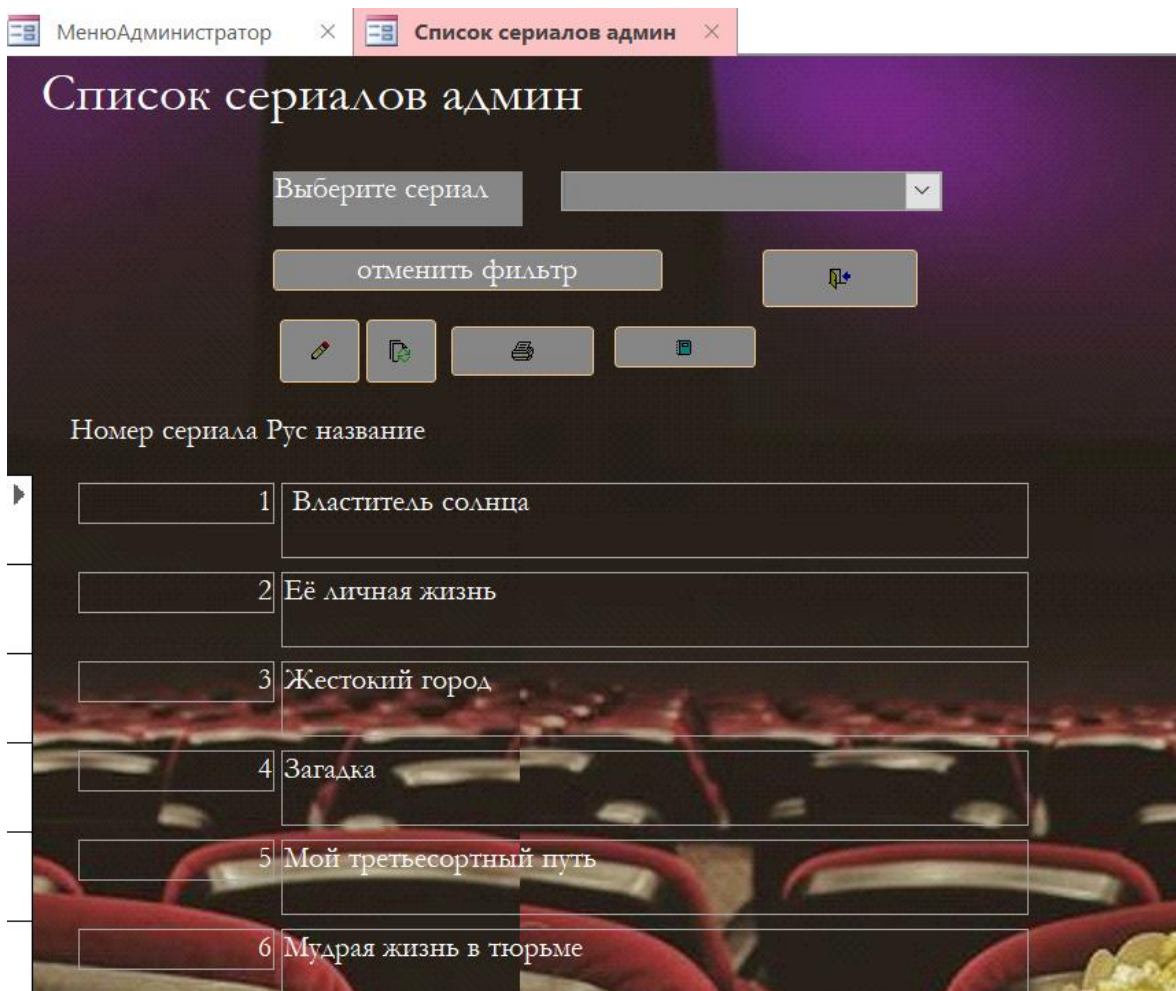 МенюАдминистратор
Список сериалов админ
Список сериалов админ
Выберите сериал
отменить фильтр
Номер сериала Рус название
1 Властитель солнца
2 Её личная жизнь
3 Жестокий город
4 Загадка
5 Мой третьесортный путь
6 Мудрая жизнь в тюрьме